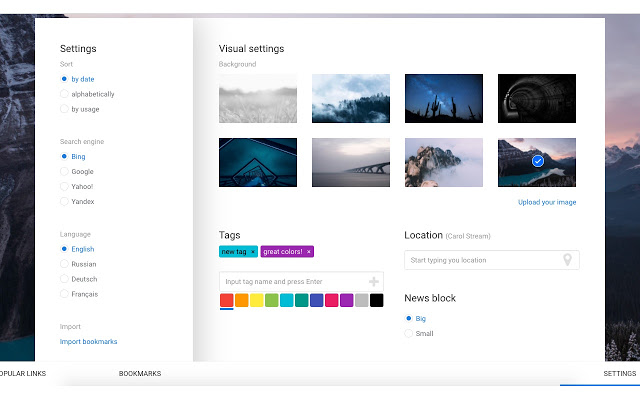 Settings
Sort
by date
alphabetically
by usage
Search engine
Bing
Google
Yahoo!
Yandex
Language
English
Russian
Deutsch
Français
Import
Import bookmarks
Visual settings
Background
Upload your image
Tags
new tag ×
great colors! ×
Input tag name and press Enter
Location (Carol Stream)
Start typing you location
News block
Big
Small
OPULAR LINKS
BOOKMARKS
SETTINGS